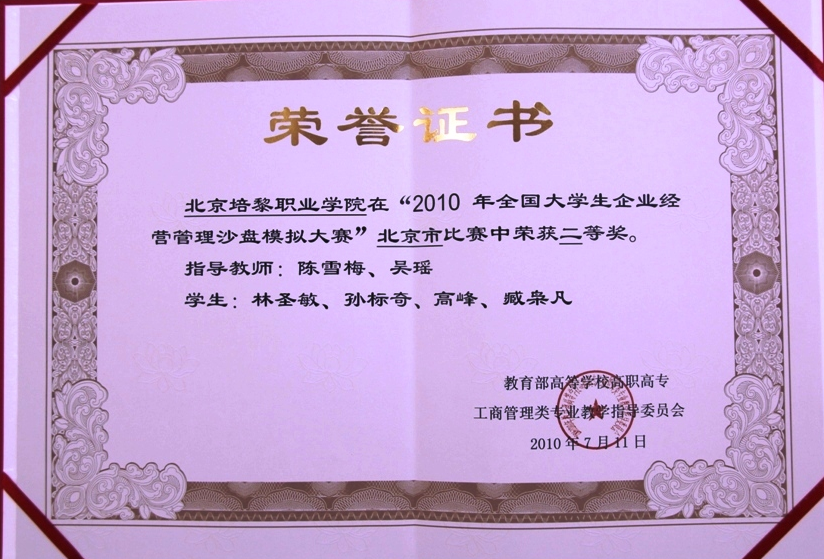 荣誉证书
北京培黎职业学院在“2010 年全国大学生企业经
营管理沙盘模拟大赛”北京市比赛中荣获二等奖。
指导教师：陈雪梅、吴瑶
学生：林圣敏、孙标奇、高峰、臧枭凡
教育部高等学校高职高专
工商管理类专业教学指导委员会
2010 年 7 月 11 日